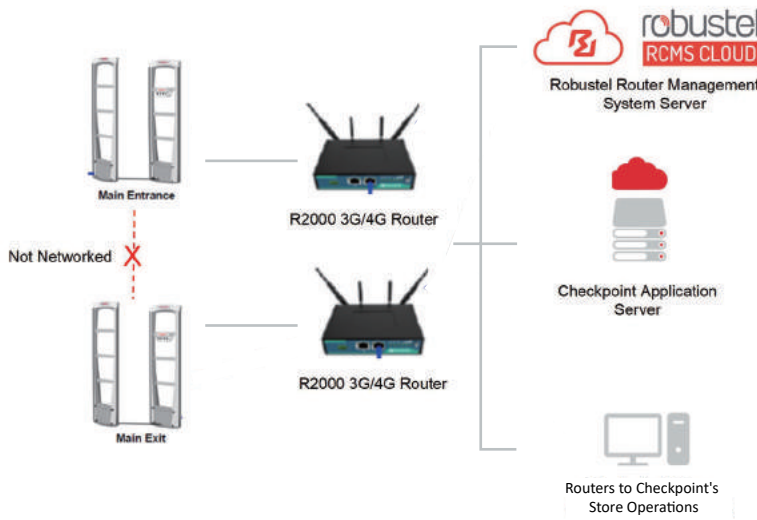 robustel
RCMS CLOUD
Robustel Router Management
System Server
Main Entrance
R2000 3G/4G Router
Not Networked
X
Checkpoint Application
Server
R2000 3G/4G Router
Main Exit
Routers to Checkpoint's
Store Operations